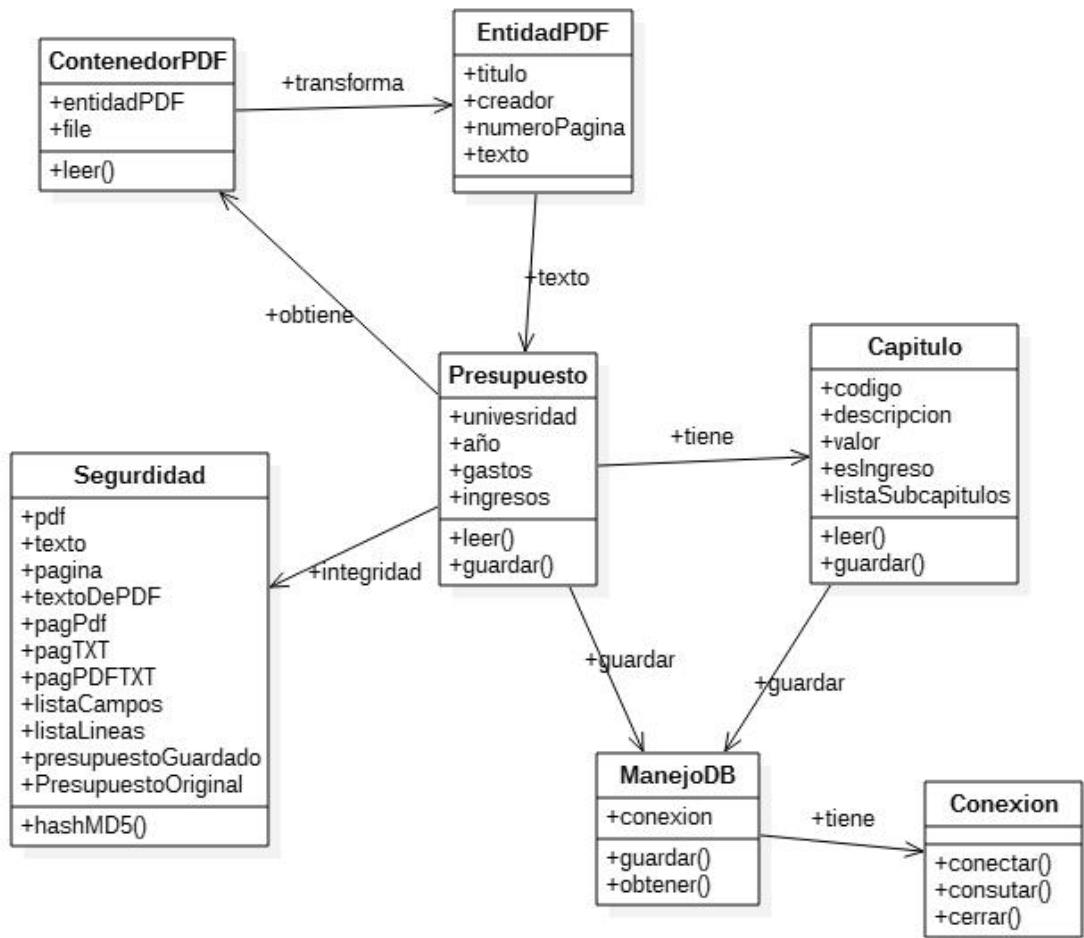 ContenedorPDF
+entidadPDF
+file
+leer()
+transforma
EntidadPDF
+titulo
+creador
+numeroPagina
+texto
+obtiene
+texto
Presupuesto
+univesridad
+año
+gastos
+ingresos
+leer()
+guardar()
+tiene
Capitulo
+codigo
+descripcion
+valor
+esIngreso
+listaSubcapitulos
+leer()
+guardar()
Segurdidad
+pdf
+texto
+pagina
+textoDePDF
+pagPdf
+pagTXT
+pagPDFTXT
+listaCampos
+listaLineas
+presupuestoGuardado
+PresupuestoOriginal
+hashMD5()
+integridad
+guardar
+guardar
ManejoDB
+conexion
+guardar()
+obtener()
+tiene
Conexion
+conectar()
+consutar()
+cerrar()